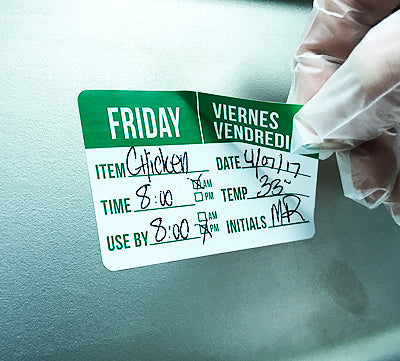 FRIDAY VIERNES
VENDREDI
ITEM Chicken DATE 4/07/17
TIME 8:00 AM PM TEMP 33°
USE BY 8:00 AM PM INITIALS MR